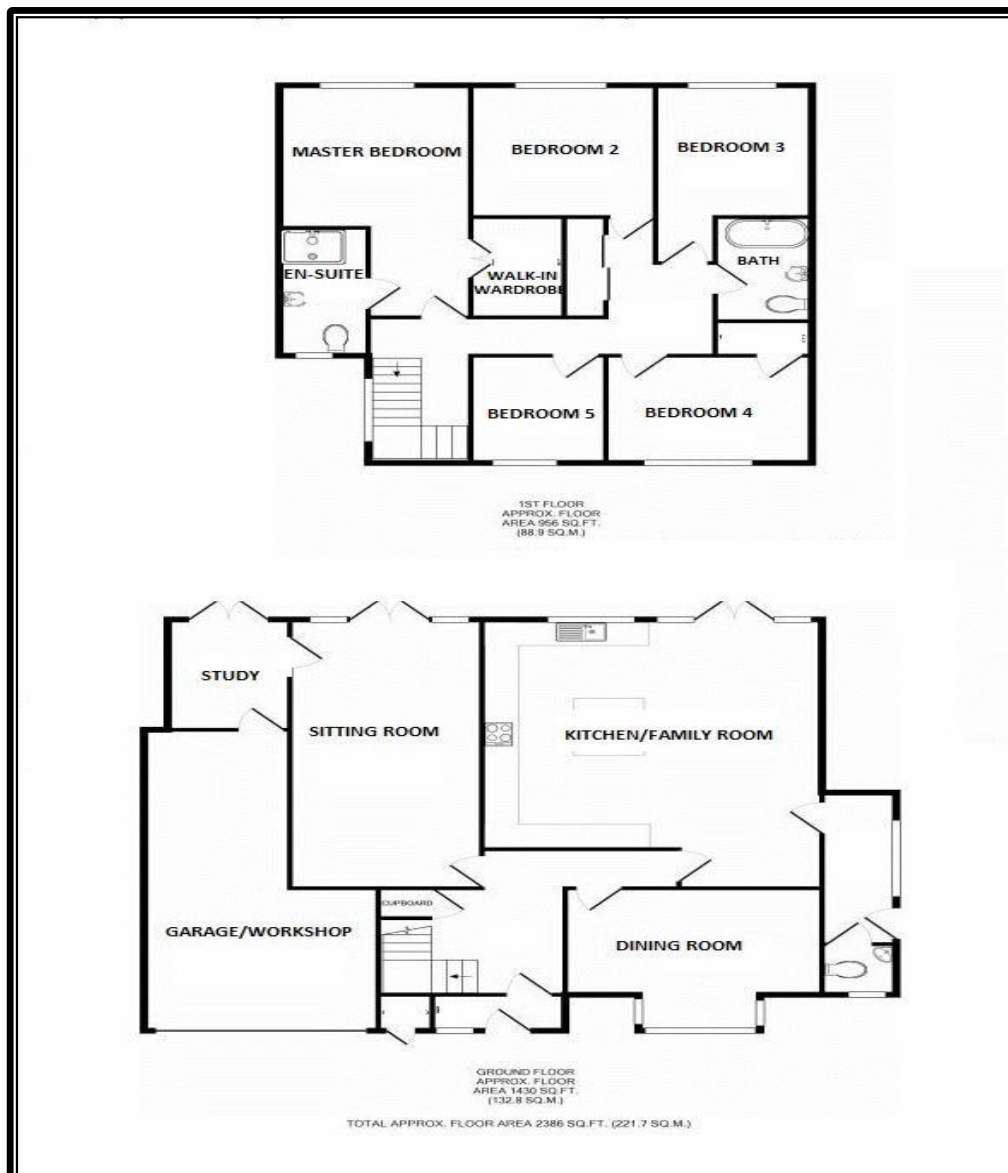 MASTER BEDROOM
BEDROOM 2
BEDROOM 3
EN-SUITE
WALK-IN
WARDROBE
BATH
BEDROOM 5
BEDROOM 4
1ST FLOOR
APPROX. FLOOR
AREA 956 SQ.FT.
(88.9 SQ.M.)
STUDY
SITTING ROOM
KITCHEN/FAMILY ROOM
CUPBOARD
GARAGE/WORKSHOP
DINING ROOM
GROUND FLOOR
APPROX. FLOOR
AREA 1430 SQ.FT.
(132.8 SQ.M.)
TOTAL APPROX. FLOOR AREA 2386 SQ.FT. (221.7 SQ.M.)